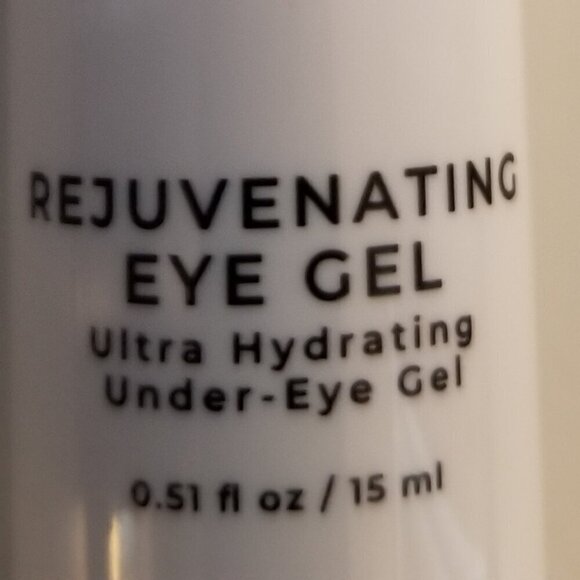 REJUVENATING
EYE GEL
Ultra Hydrating
Under-Eye Gel
0.51 fl oz / 15 ml